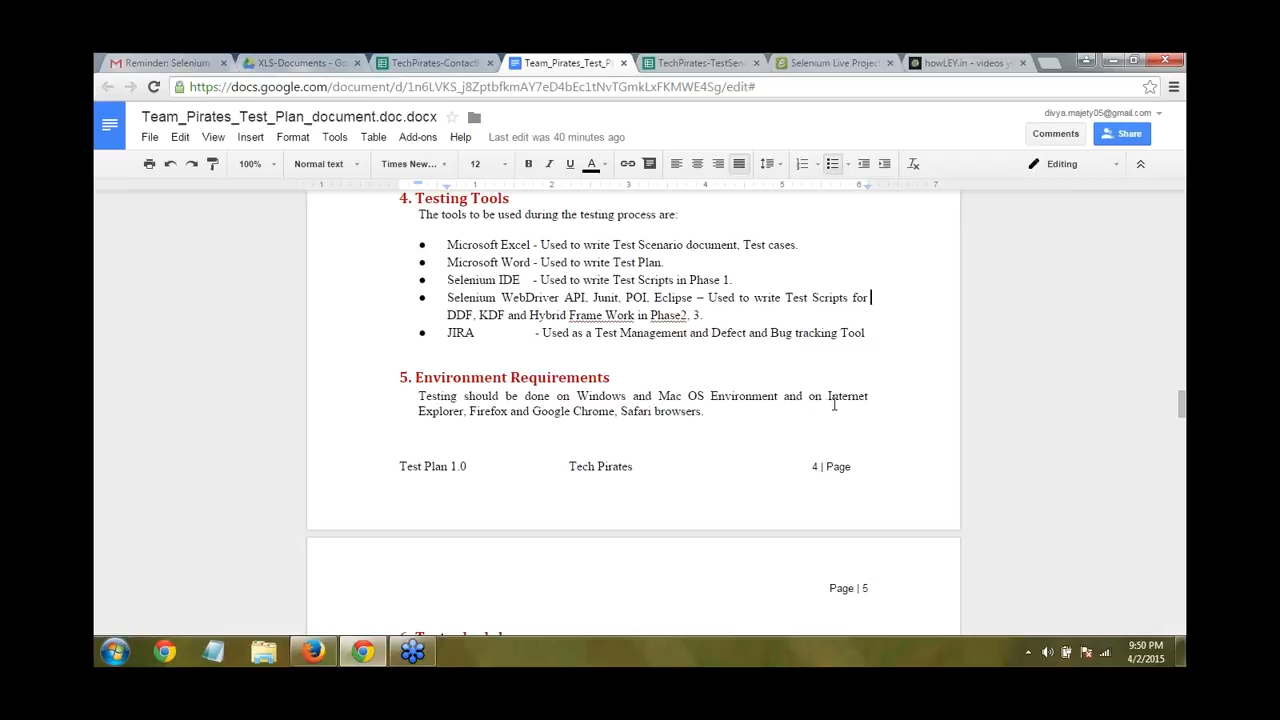 Reminder: Selenium
XLS-Documents - Go
TechPirates-Contact
Team_Pirates_Test_P
TechPirates-TestSer
Selenium Live Project
howLEY.in - videos y
https://docs.google.com/document/d/1n6LVKS_j8ZptbfkmAY7eD4bEc1tNvTGmkLxFKMWE4Sg/edit#
divya.majety05@gmail.com
Team_Pirates_Test_Plan_document.doc.docx
Comments
Share
File Edit View Insert Format Tools Table Add-ons Help Last edit was 40 minutes ago
100% Normal text Times New... 12 B I U A Editing
1 1 2 3 4 5 6 7
4. Testing Tools
The tools to be used during the testing process are:
● Microsoft Excel - Used to write Test Scenario document, Test cases.
● Microsoft Word - Used to write Test Plan.
● Selenium IDE - Used to write Test Scripts in Phase 1.
● Selenium WebDriver API, Junit, POI, Eclipse – Used to write Test Scripts for
DDF, KDF and Hybrid Frame Work in Phase2, 3.
● JIRA - Used as a Test Management and Defect and Bug tracking Tool
5. Environment Requirements
Testing should be done on Windows and Mac OS Environment and on Internet
Explorer, Firefox and Google Chrome, Safari browsers.
Test Plan 1.0 Tech Pirates 4 | Page
Page | 5
9:50 PM
4/2/2015